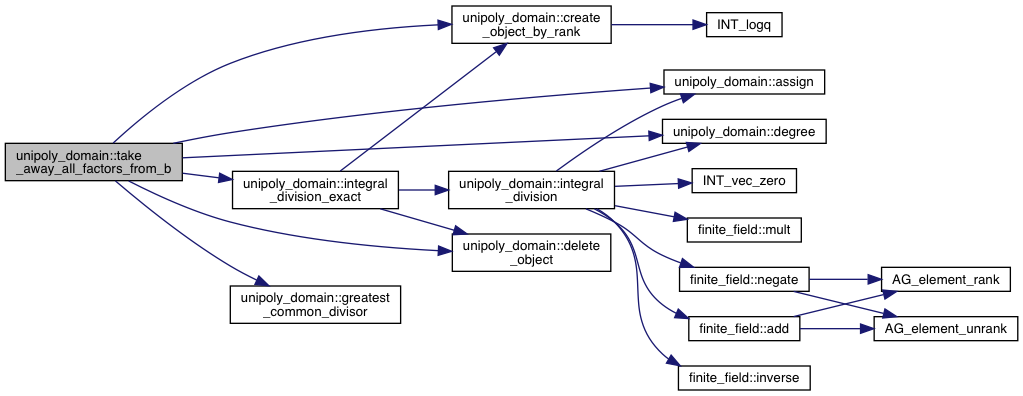 unipoly_domain::create
_object_by_rank
INT_logq
unipoly_domain::assign
unipoly_domain::degree
unipoly_domain::take
_away_all_factors_from_b
unipoly_domain::integral
_division_exact
unipoly_domain::integral
_division
INT_vec_zero
finite_field::mult
unipoly_domain::delete
_object
finite_field::negate
AG_element_rank
unipoly_domain::greatest
_common_divisor
finite_field::add
AG_element_unrank
finite_field::inverse